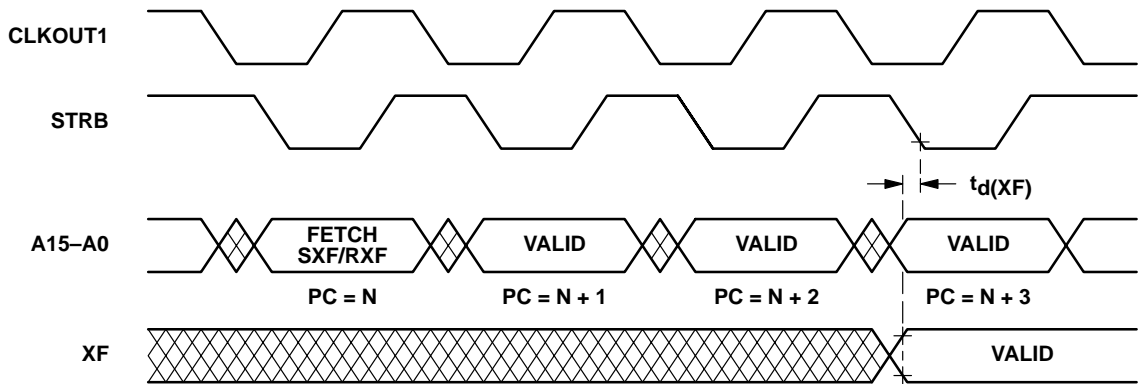 CLKOUT1
STRB
td(XF)
A15–A0
FETCH
SXF/RXF
VALID
VALID
VALID
PC = N
PC = N + 1
PC = N + 2
PC = N + 3
XF
VALID